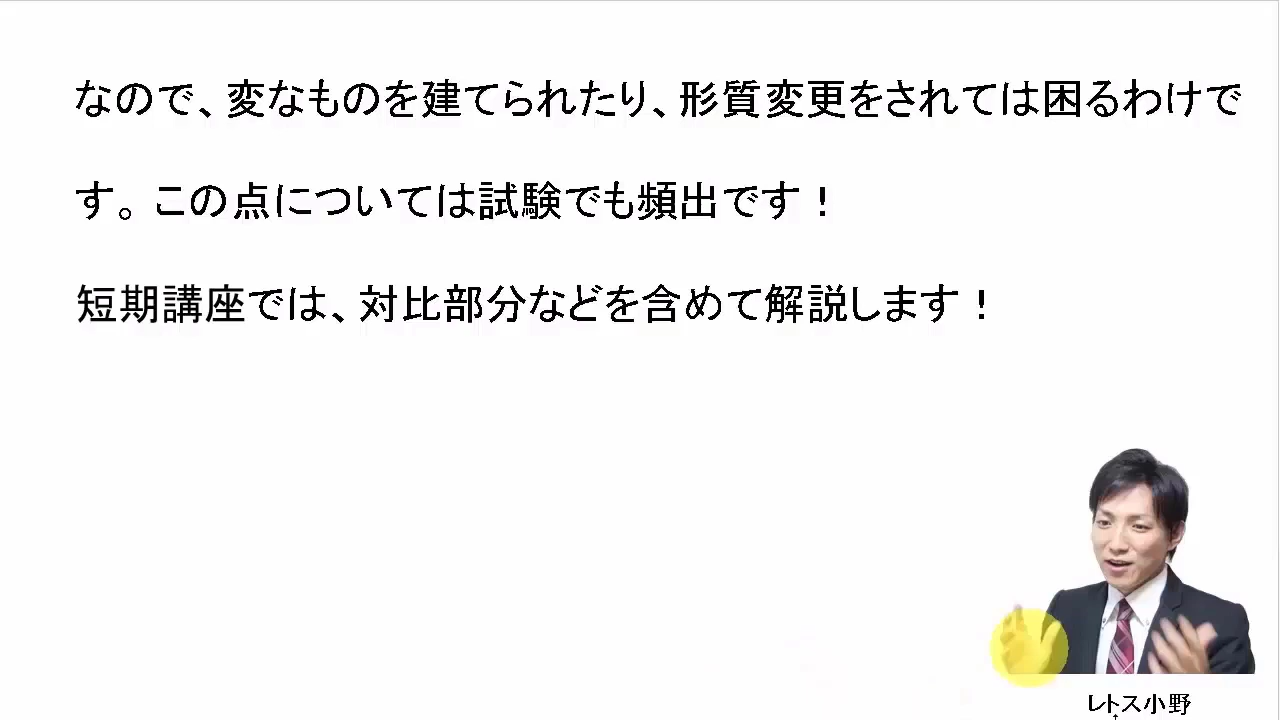 なので、変なものを建てられたり、形質変更をされては困るわけで
す。この点については試験でも頻出です！
短期講座では、対比部分などを含めて解説します！
レトス小野